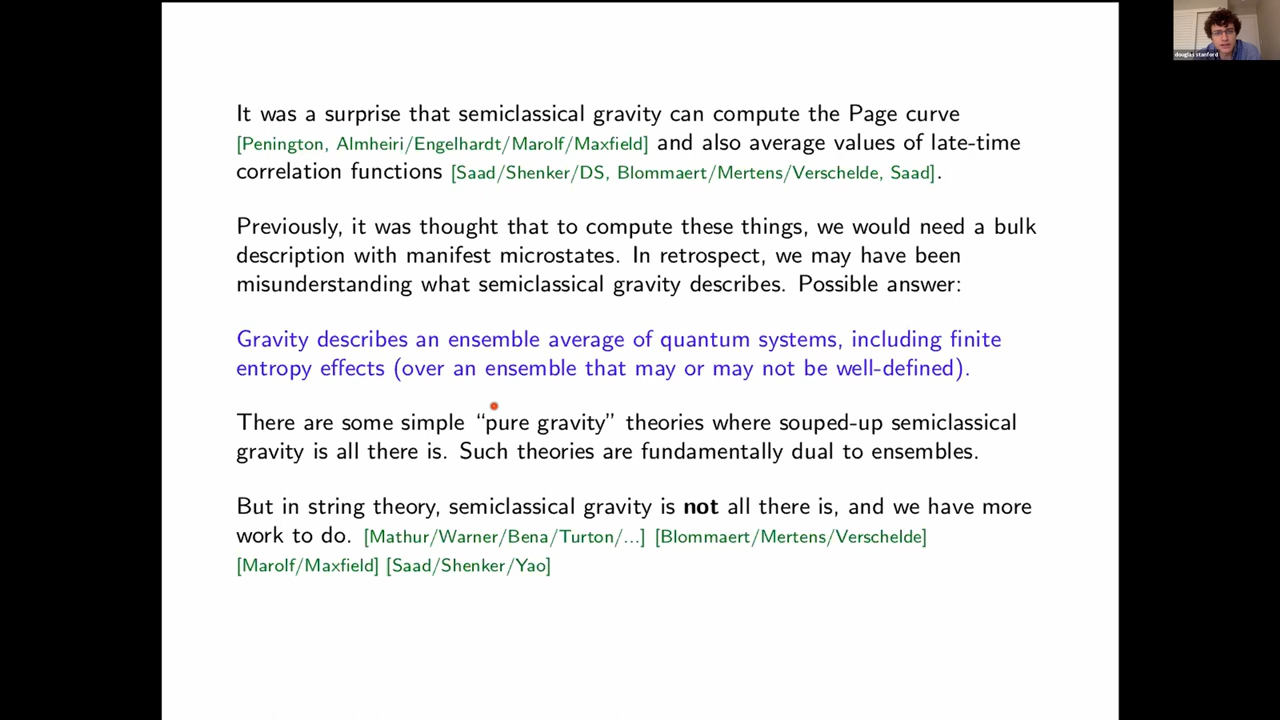 It was a surprise that semiclassical gravity can compute the Page curve
[Penington, Almheiri/Engelhardt/Marolf/Maxfield] and also average values of late-time
correlation functions [Saad/Shenker/DS, Blommaert/Mertens/Verschelde, Saad].
Previously, it was thought that to compute these things, we would need a bulk
description with manifest microstates. In retrospect, we may have been
misunderstanding what semiclassical gravity describes. Possible answer:
Gravity describes an ensemble average of quantum systems, including finite
entropy effects (over an ensemble that may or may not be well-defined).
There are some simple “pure gravity” theories where souped-up semiclassical
gravity is all there is. Such theories are fundamentally dual to ensembles.
But in string theory, semiclassical gravity is not all there is, and we have more
work to do. [Mathur/Warner/Bena/Turton/...] [Blommaert/Mertens/Verschelde]
[Marolf/Maxfield] [Saad/Shenker/Yao]
douglas stanford